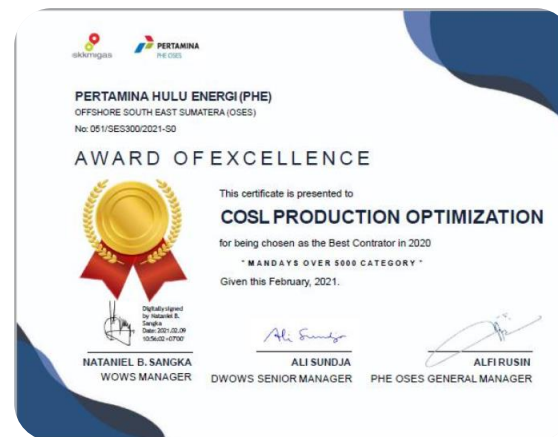 skkmigas
PERTAMINA
PHE OSES
PERTAMINA HULU ENERGI (PHE)
OFFSHORE SOUTH EAST SUMATERA (OSES)
No: 051/SES300/2021-S0
AWARD OF EXCELLENCE
This certificate is presented to
COSL PRODUCTION OPTIMIZATION
for being chosen as the Best Contrator in 2020
" MANDAYS OVER 5000 CATEGORY "
Given this February, 2021.
Digitally signed
by Nataniel B.
Sangka
Date: 2021.02.09
10:56:02 +07'00'
Ali Sundja
NATANIEL B. SANGKA
WOWS MANAGER
ALI SUNDJA
DWOWS SENIOR MANAGER
ALFI RUSIN
PHE OSES GENERAL MANAGER